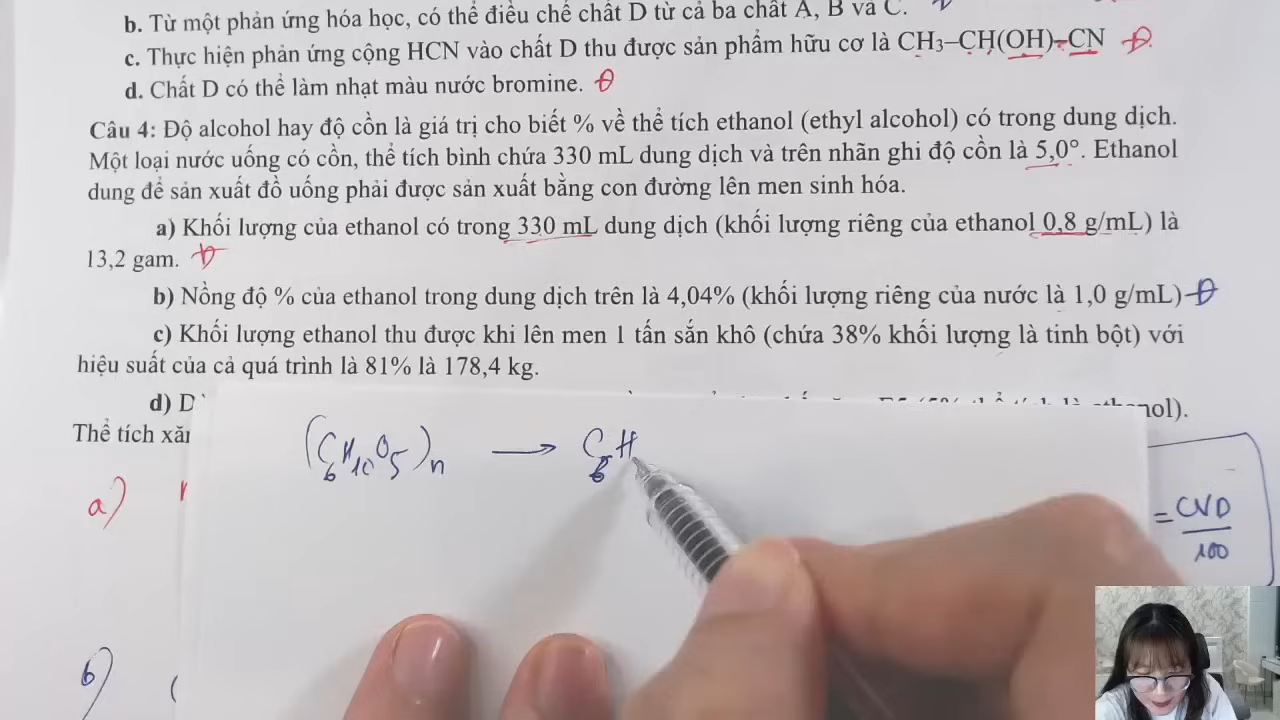 b. Từ một phản ứng hóa học, có thể điều chế chất D từ cả ba chất A, B và C.
c. Thực hiện phản ứng cộng HCN vào chất D thu được sản phẩm hữu cơ là CH3–CH(OH)–CN Đ
d. Chất D có thể làm nhạt màu nước bromine. Đ
Câu 4: Độ alcohol hay độ cồn là giá trị cho biết % về thể tích ethanol (ethyl alcohol) có trong dung dịch.
Một loại nước uống có cồn, thể tích bình chứa 330 mL dung dịch và trên nhãn ghi độ cồn là 5,0°. Ethanol
dung để sản xuất đồ uống phải được sản xuất bằng con đường lên men sinh hóa.
a) Khối lượng của ethanol có trong 330 mL dung dịch (khối lượng riêng của ethanol 0,8 g/mL) là
13,2 gam. Đ
b) Nồng độ % của ethanol trong dung dịch trên là 4,04% (khối lượng riêng của nước là 1,0 g/mL) Đ
c) Khối lượng ethanol thu được khi lên men 1 tấn sắn khô (chứa 38% khối lượng là tinh bột) với
hiệu suất của cả quá trình là 81% là 178,4 kg.
d)
Thể tích
(C6H10O5)n → C6H
a)
= CVD
100
b)